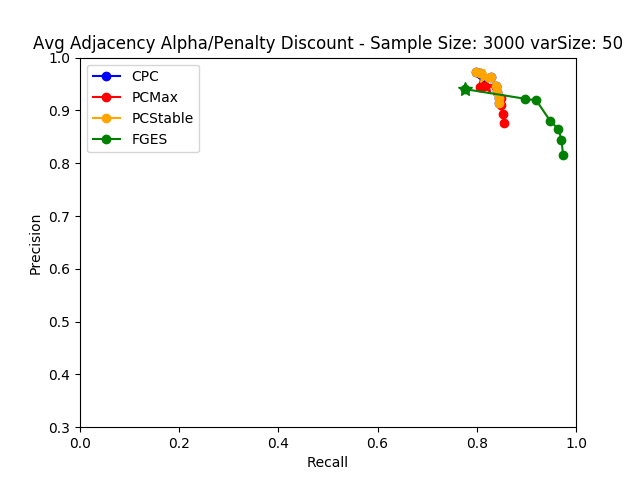 Avg Adjacency Alpha/Penalty Discount - Sample Size: 3000 varSize: 50
1.0
CPC
PCMax
PCStable
FGES
0.9
0.8
0.7
0.6
0.5
0.4
0.3
Precision
0.0 0.2 0.4 0.6 0.8 1.0
Recall